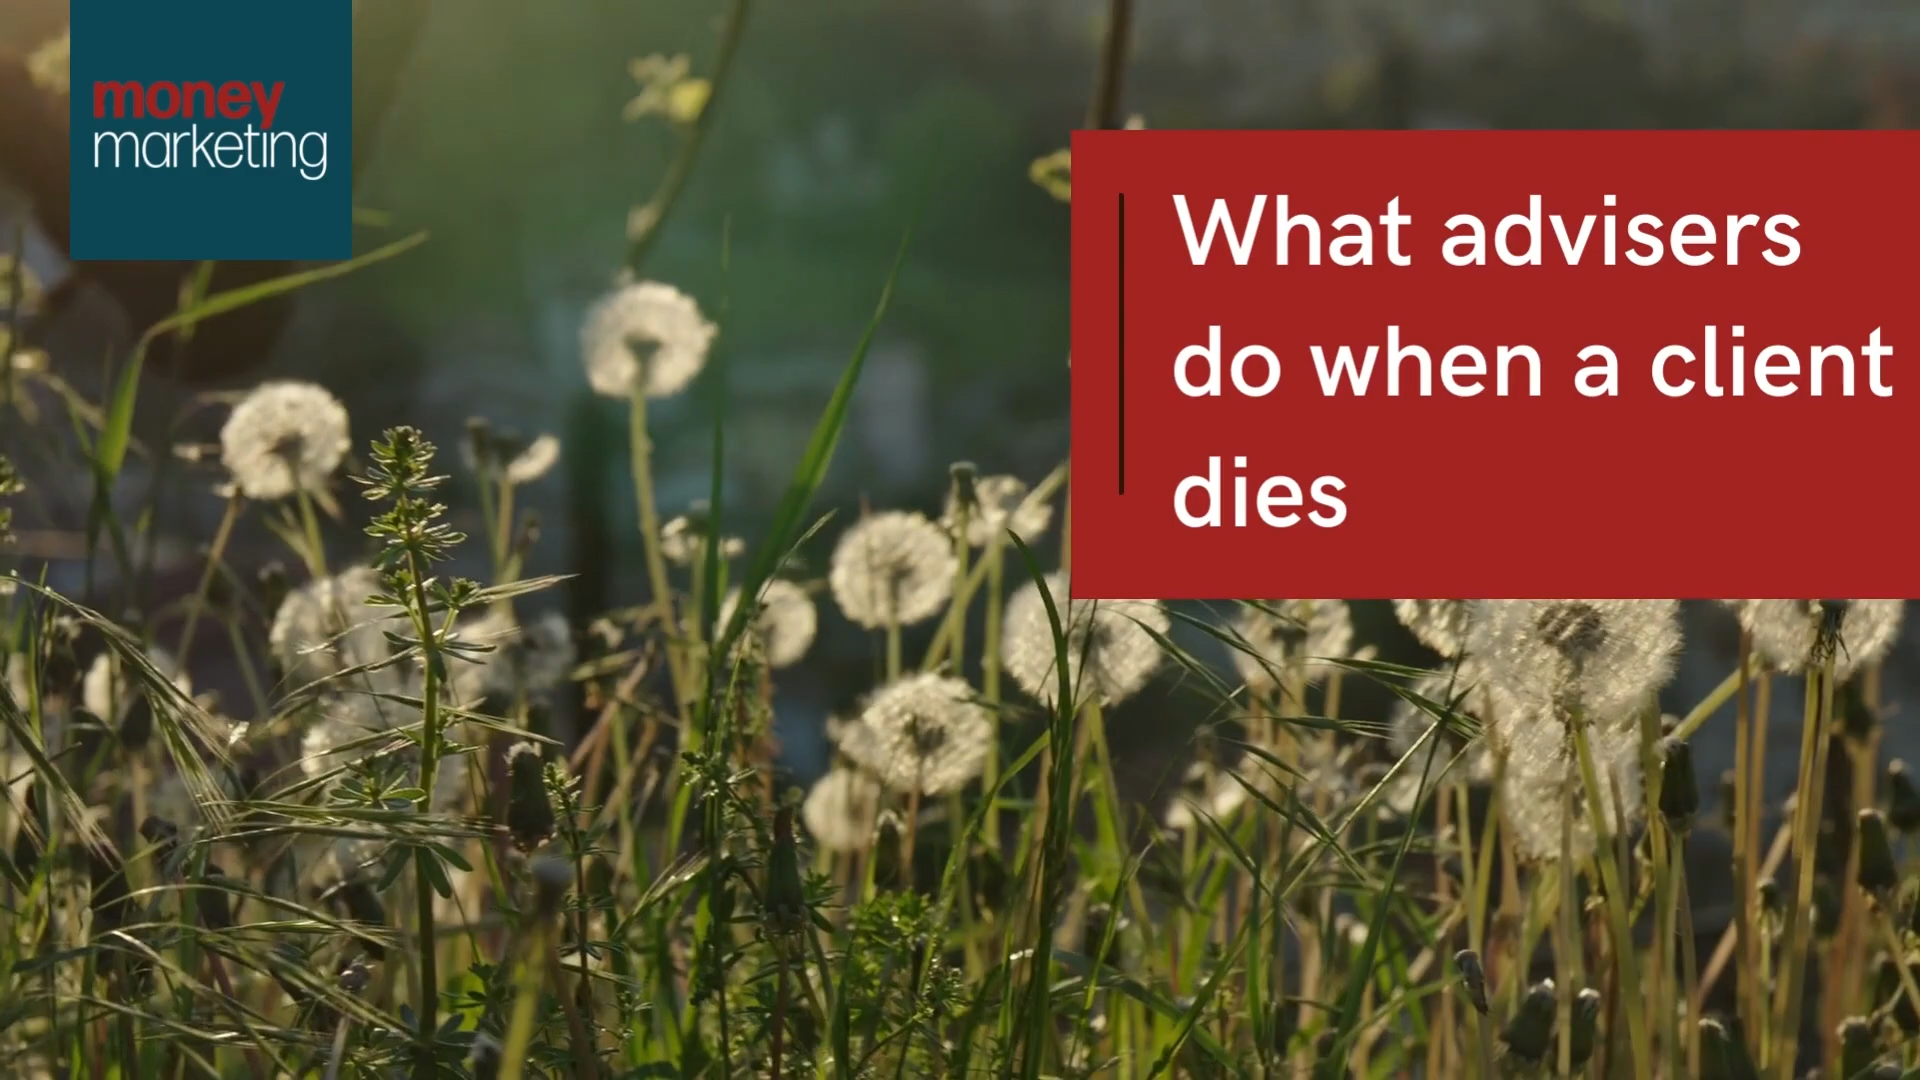 money
marketing
What advisers
do when a client
dies